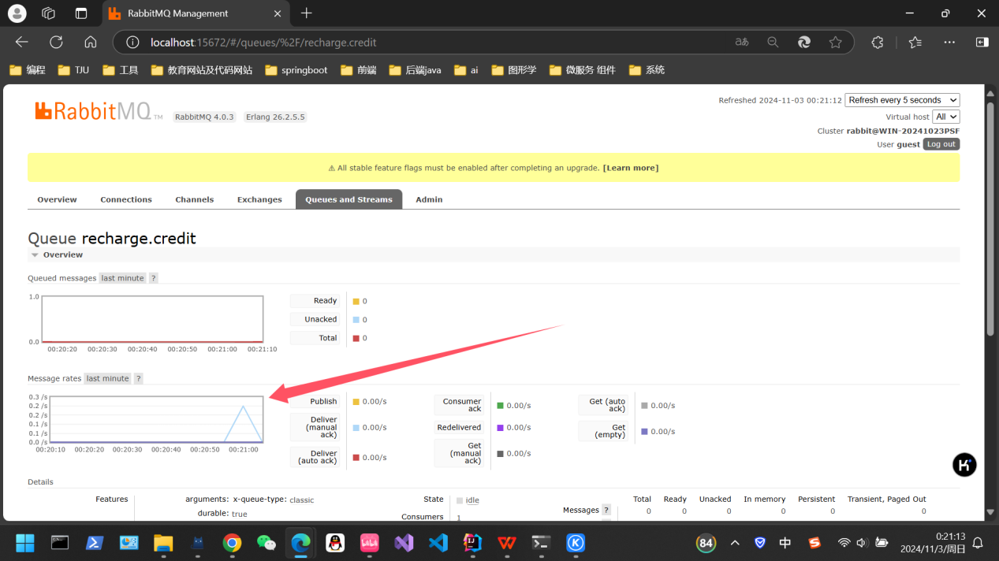 RabbitMQ Management
localhost:15672/#/queues/%2F/recharge.credit
编程 TJU 工具 教育网站及代码网站 springboot 前端 后端java ai 图形学 微服务 组件 系统
RabbitMQ TM RabbitMQ 4.0.3 Erlang 26.2.5.5
Refreshed 2024-11-03 00:21:12 Refresh every 5 seconds
Virtual host All
Cluster rabbit@WIN-20241023PSF
User guest Log out
⚠ All stable feature flags must be enabled after completing an upgrade. [Learn more]
Overview Connections Channels Exchanges Queues and Streams Admin
Queue recharge.credit
Overview
Queued messages last minute ?
1.0
0.0
00:20:20 00:20:30 00:20:40 00:20:50 00:21:00 00:21:10
Ready 0
Unacked 0
Total 0
Message rates last minute ?
0.3 /s
0.2 /s
0.2 /s
0.1 /s
0.1 /s
0.0 /s
00:20:10 00:20:20 00:20:30 00:20:40 00:20:50 00:21:00
Publish 0.00/s
Deliver
(manual
ack) 0.00/s
Deliver
(auto ack) 0.00/s
Consumer
ack 0.00/s
Redelivered 0.00/s
Get
(manual
ack) 0.00/s
Get (auto
ack) 0.00/s
Get
(empty) 0.00/s
Details
Features arguments: x-queue-type: classic
durable: true
State idle
Consumers 1
Total Ready Unacked In memory Persistent Transient, Paged Out
Messages ? 0 0 0 0 0 0
84 中 0:21:13
2024/11/3/周日